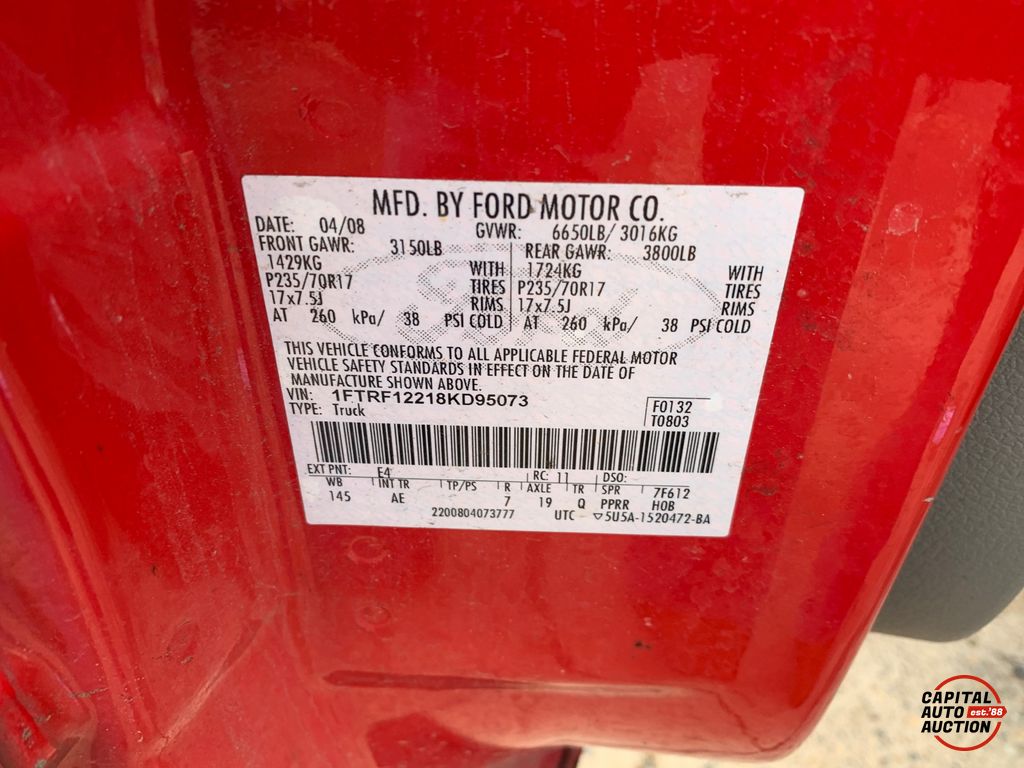 MFD. BY FORD MOTOR CO.
DATE: 04/08 GVWR: 6650LB/ 3016KG
FRONT GAWR: 3150LB REAR GAWR: 3800LB
1429KG WITH 1724KG WITH
P235/70R17 TIRES P235/70R17 TIRES
17x7.5J RIMS 17x7.5J RIMS
AT 260 kPa/ 38 PSI COLD AT 260 kPa/ 38 PSI COLD
THIS VEHICLE CONFORMS TO ALL APPLICABLE FEDERAL MOTOR
VEHICLE SAFETY STANDARDS IN EFFECT ON THE DATE OF
MANUFACTURE SHOWN ABOVE.
VIN: 1FTRF12218KD95073 F0132
TYPE: Truck T0803
EXT PNT: E4 RC: 11 DSO:
WB INT TR TP/PS R AXLE TR SPR 7F612
145 AE 7 19 Q PPRR H0B
2200804073777 UTC ▽5U5A-1520472-BA
CAPITAL
AUTO est.'88
AUCTION